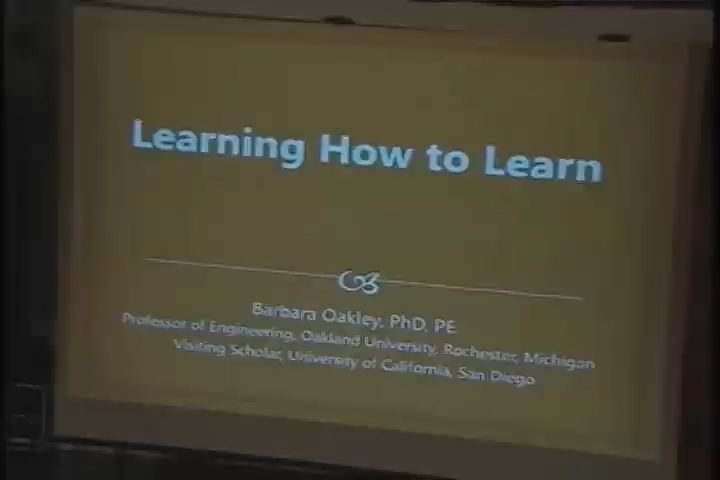 Learning How to Learn
Barbara Oakley, PhD, PE
Professor of Engineering, Oakland University, Rochester, Michigan
Visiting Scholar, University of California, San Diego